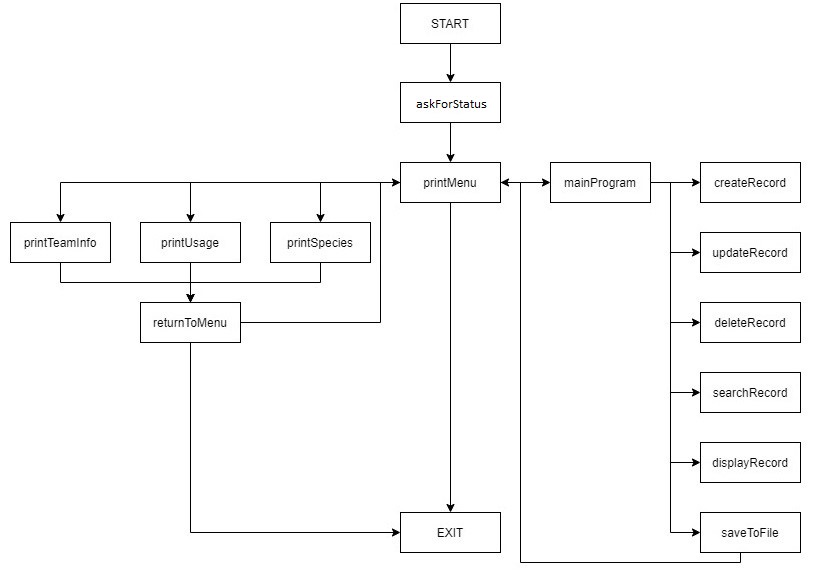 START
askForStatus
printMenu
mainProgram
createRecord
printTeamInfo
printUsage
printSpecies
updateRecord
returnToMenu
deleteRecord
searchRecord
displayRecord
EXIT
saveToFile